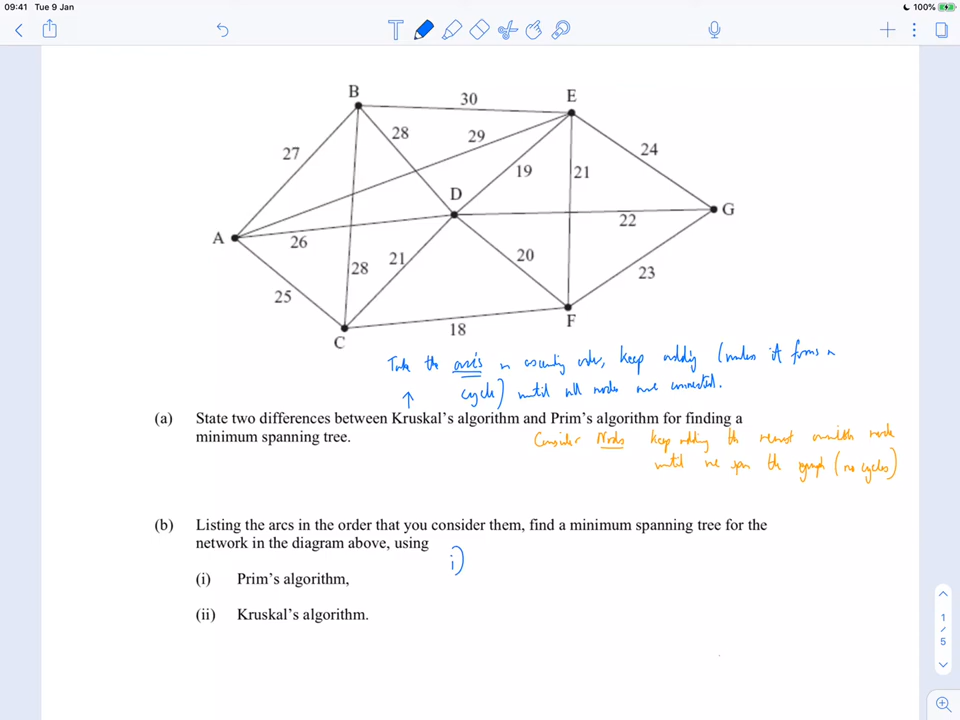 09:41 Tue 9 Jan
100%
T
B
30
E
28
29
27
24
19
21
D
A
G
22
26
20
28
21
25
23
C
18
F
Take the arcs in ascending order, keep adding (unless it forms a
cycle) until all nodes are connected.
(a) State two differences between Kruskal's algorithm and Prim's algorithm for finding a
minimum spanning tree.
Consider Nodes keep adding the nearest node
until we span the graph (no cycles)
(b) Listing the arcs in the order that you consider them, find a minimum spanning tree for the
network in the diagram above, using
i)
(i) Prim's algorithm,
(ii) Kruskal's algorithm.
1
/
5